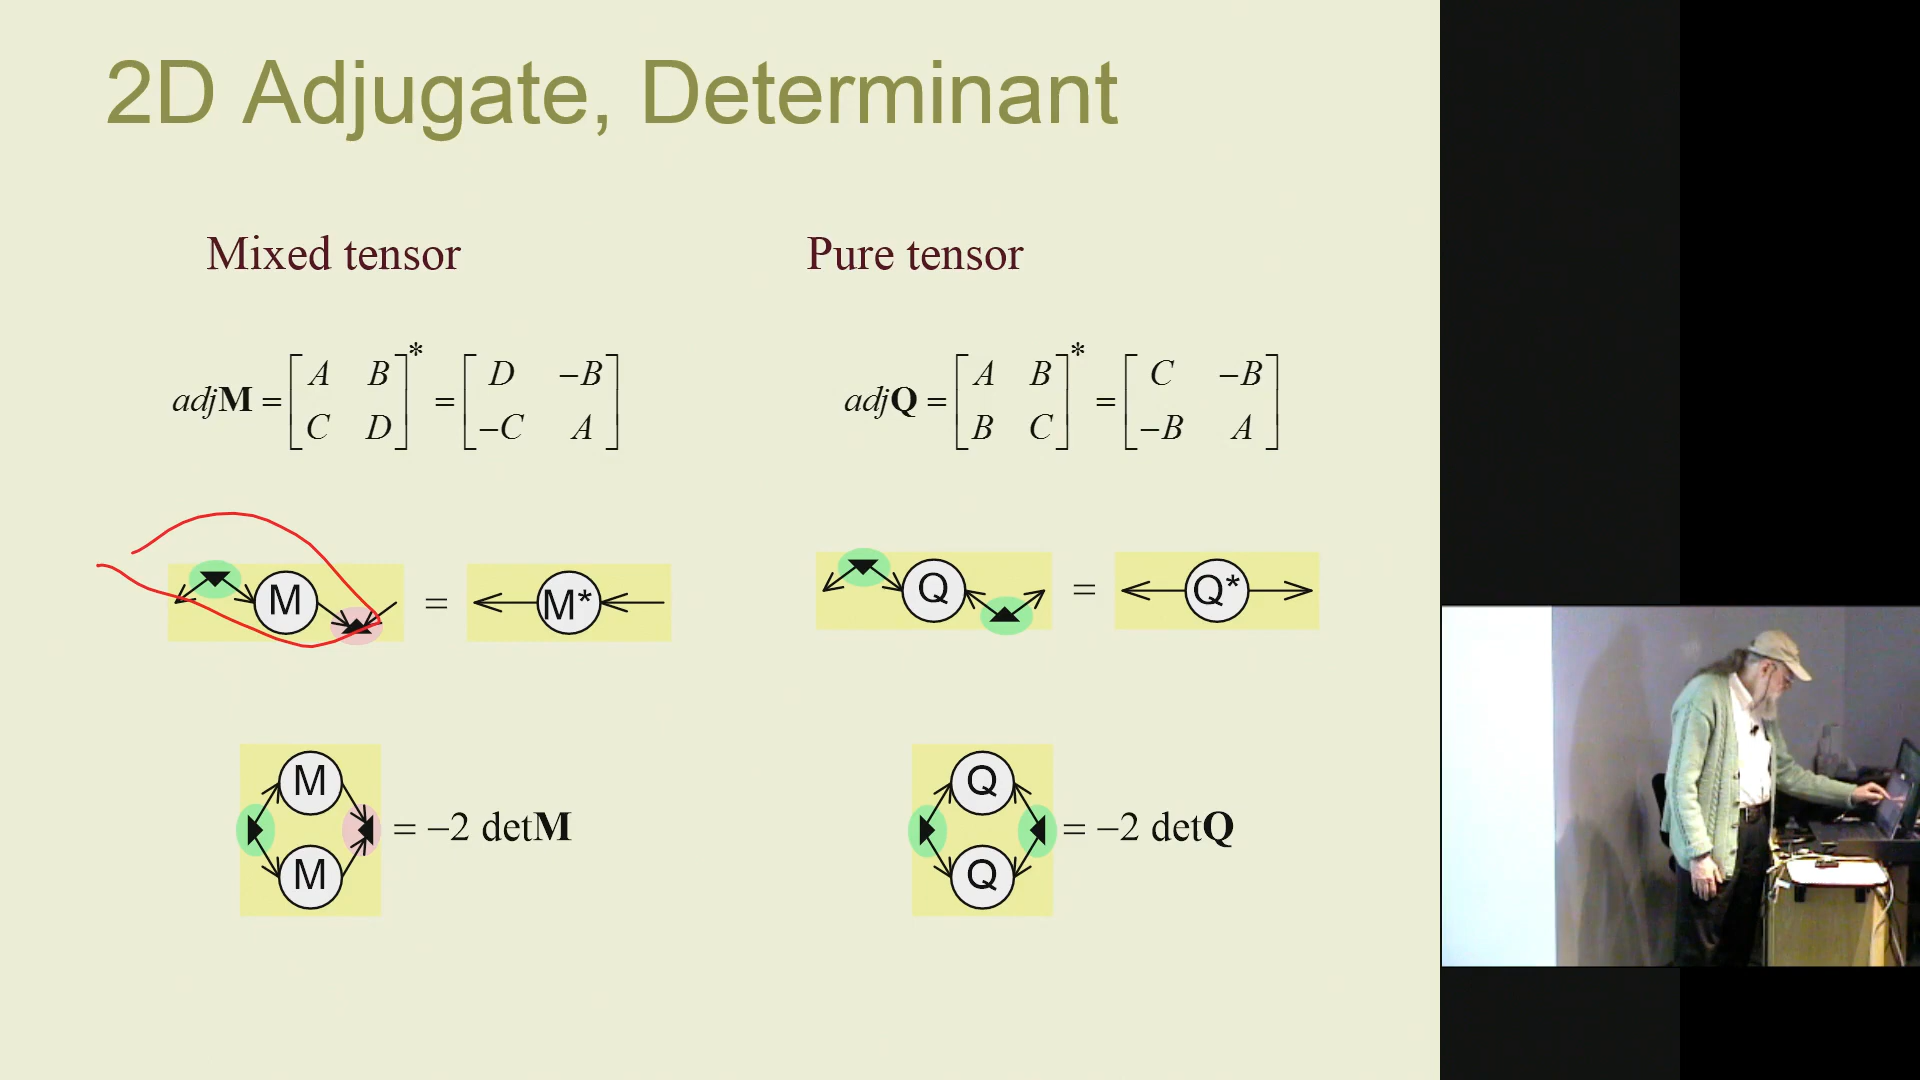 2D Adjugate, Determinant
Mixed tensor
Pure tensor
adjM = [A B; C D]* = [D −B; −C A]
adjQ = [A B; B C]* = [C −B; −B A]
M = M*
Q = Q*
M
M = −2 detM
Q
Q = −2 detQ